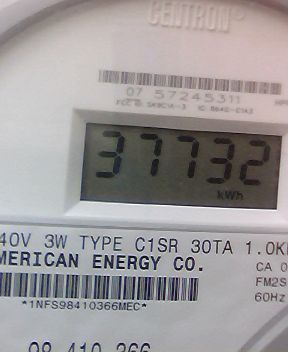 CENTRON®
07 57245311
37732
kWh
40V 3W TYPE C1SR 30TA 1.0K
MERICAN ENERGY CO.
CA 0
FM2S
60Hz
*1NFS98410366MEC*
98 410 366